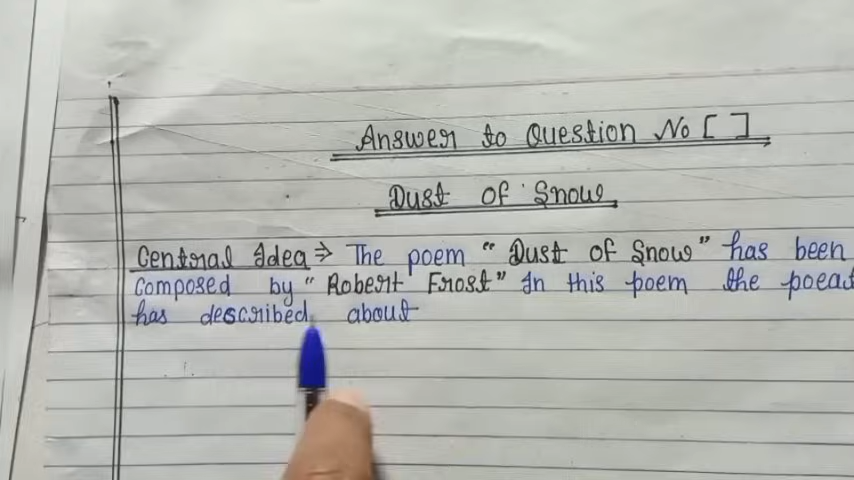 Answer to Question No [ ]
Dust of Snow
Central Idea ⇒ The poem “ Dust of Snow ” has been
composed by “ Robert Frost ” In this poem the poeat
has described about